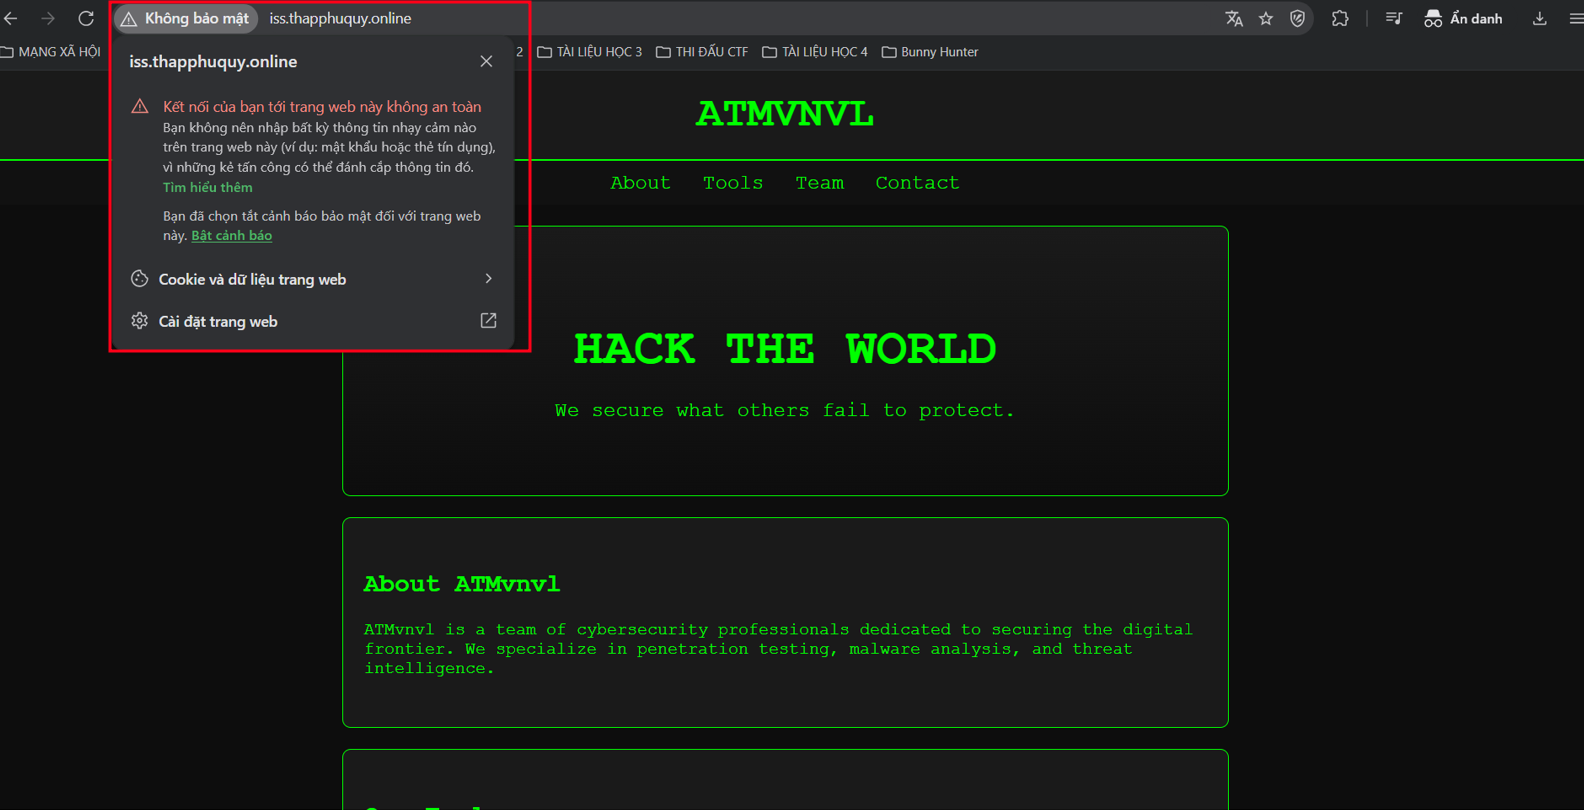 Không bảo mật
iss.thapphuquy.online
Ẩn danh
MẠNG XÃ HỘI
2
TÀI LIỆU HỌC 3
THI ĐẤU CTF
TÀI LIỆU HỌC 4
Bunny Hunter
iss.thapphuquy.online
Kết nối của bạn tới trang web này không an toàn
Bạn không nên nhập bất kỳ thông tin nhạy cảm nào
trên trang web này (ví dụ: mật khẩu hoặc thẻ tín dụng),
vì những kẻ tấn công có thể đánh cắp thông tin đó.
Tìm hiểu thêm
Bạn đã chọn tắt cảnh báo bảo mật đối với trang web
này. Bật cảnh báo
Cookie và dữ liệu trang web
Cài đặt trang web
ATMVNVL
About Tools Team Contact
HACK THE WORLD
We secure what others fail to protect.
About ATMvnvl
ATMvnvl is a team of cybersecurity professionals dedicated to securing the digital
frontier. We specialize in penetration testing, malware analysis, and threat
intelligence.